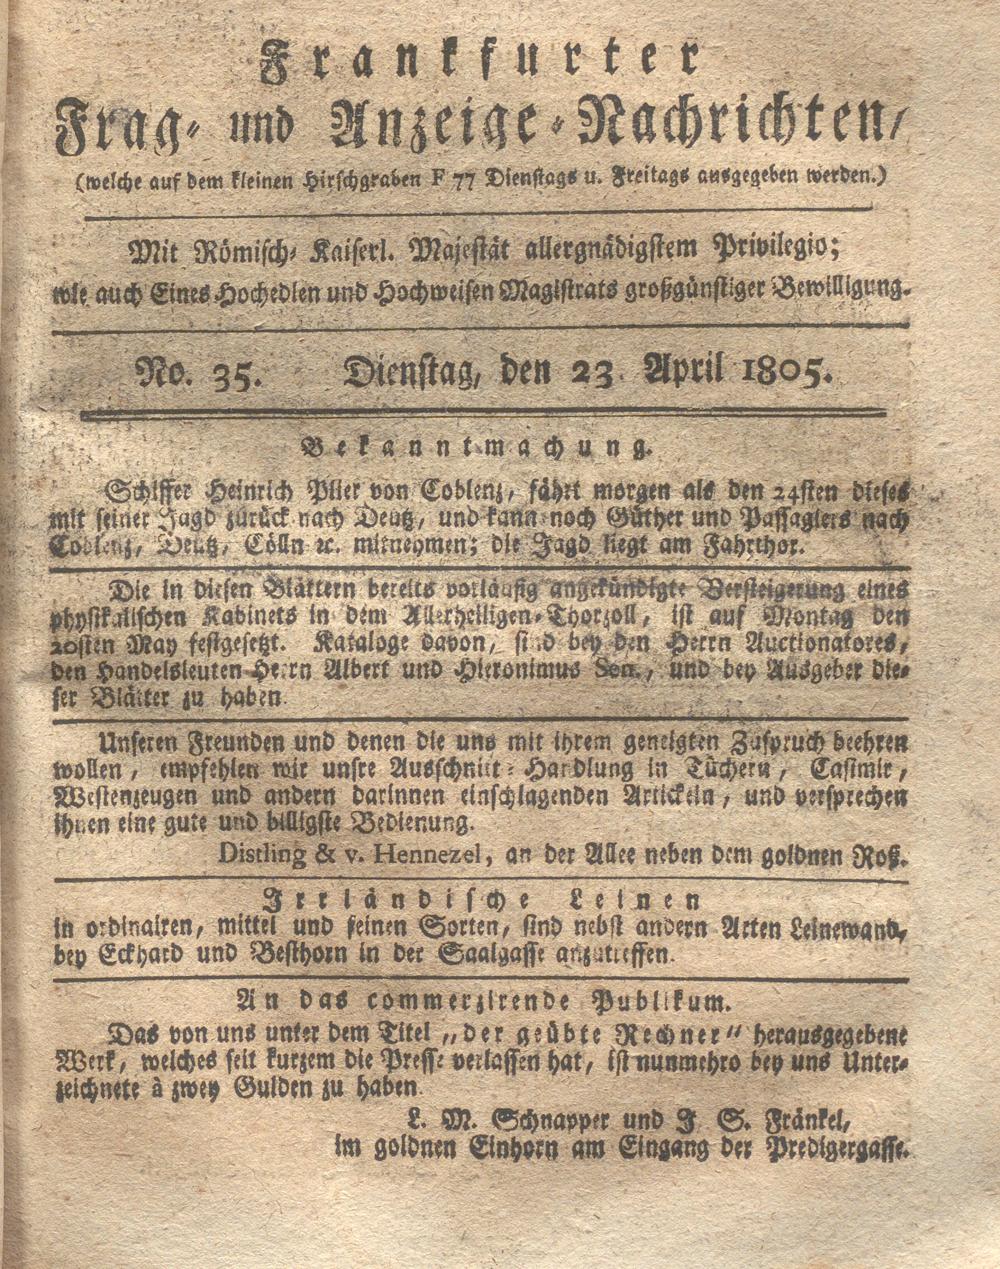 Frankfurter
Frag- und Anzeige-Nachrichten/
(welche auf dem kleinen Hirschgraben F 77 Dienstags u. Freitags ausgegeben werden.)
Mit Römisch-Kaiserl. Majestät allergnädigstem Privilegio;
wie auch Eines Hochedlen und Hochweisen Magistrats großgünstiger Bewilligung.
No. 35. Dienstag, den 23. April 1805.
Bekanntmachung.
Schiffer Heinrich Plier von Coblenz, fährt morgen als den 24sten dieses
mit seiner Jagd zurück nach Deutz, und kann noch Güther und Passagiers nach
Coblenz, Deutz, Cölln ꝛc. mitnehmen; die Jagd liegt am Fahrthor.
Die in diesen Blättern bereits vorläufig angekündigte Versteigerung eines
physikalischen Kabinets in dem Allerheiligen-Thorzoll, ist auf Montag den
20sten May festgesetzt. Kataloge davon, sind bey den Herrn Auctionatores,
den Handelsleuten Herrn Albert und Hieronimus Sen., und bey Ausgeber die-
ser Blätter zu haben.
Unseren Freunden und denen die uns mit ihrem geneigten Zuspruch beehren
wollen, empfehlen wir unsre Ausschnitt-Handlung in Tüchern, Casimir,
Westenzeugen und andern darinnen einschlagenden Artickeln, und versprechen
ihnen eine gute und billigste Bedienung.
Distling & v. Hennezel, an der Allee neben dem goldnen Roß.
Irrländische Leinen
in ordinairen, mittel und feinen Sorten, sind nebst andern Arten Leinewand,
bey Eckhard und Besthorn in der Saalgasse anzutreffen.
An das commerzirende Publikum.
Das von uns unter dem Titel „der geübte Rechner“ herausgegebene
Werk, welches seit kurzem die Presse verlassen hat, ist nunmehro bey uns Unter-
zeichnete à zwey Gulden zu haben.
L. M. Schnapper und J. S. Fränkel,
im goldnen Einhorn am Eingang der Predigergasse.